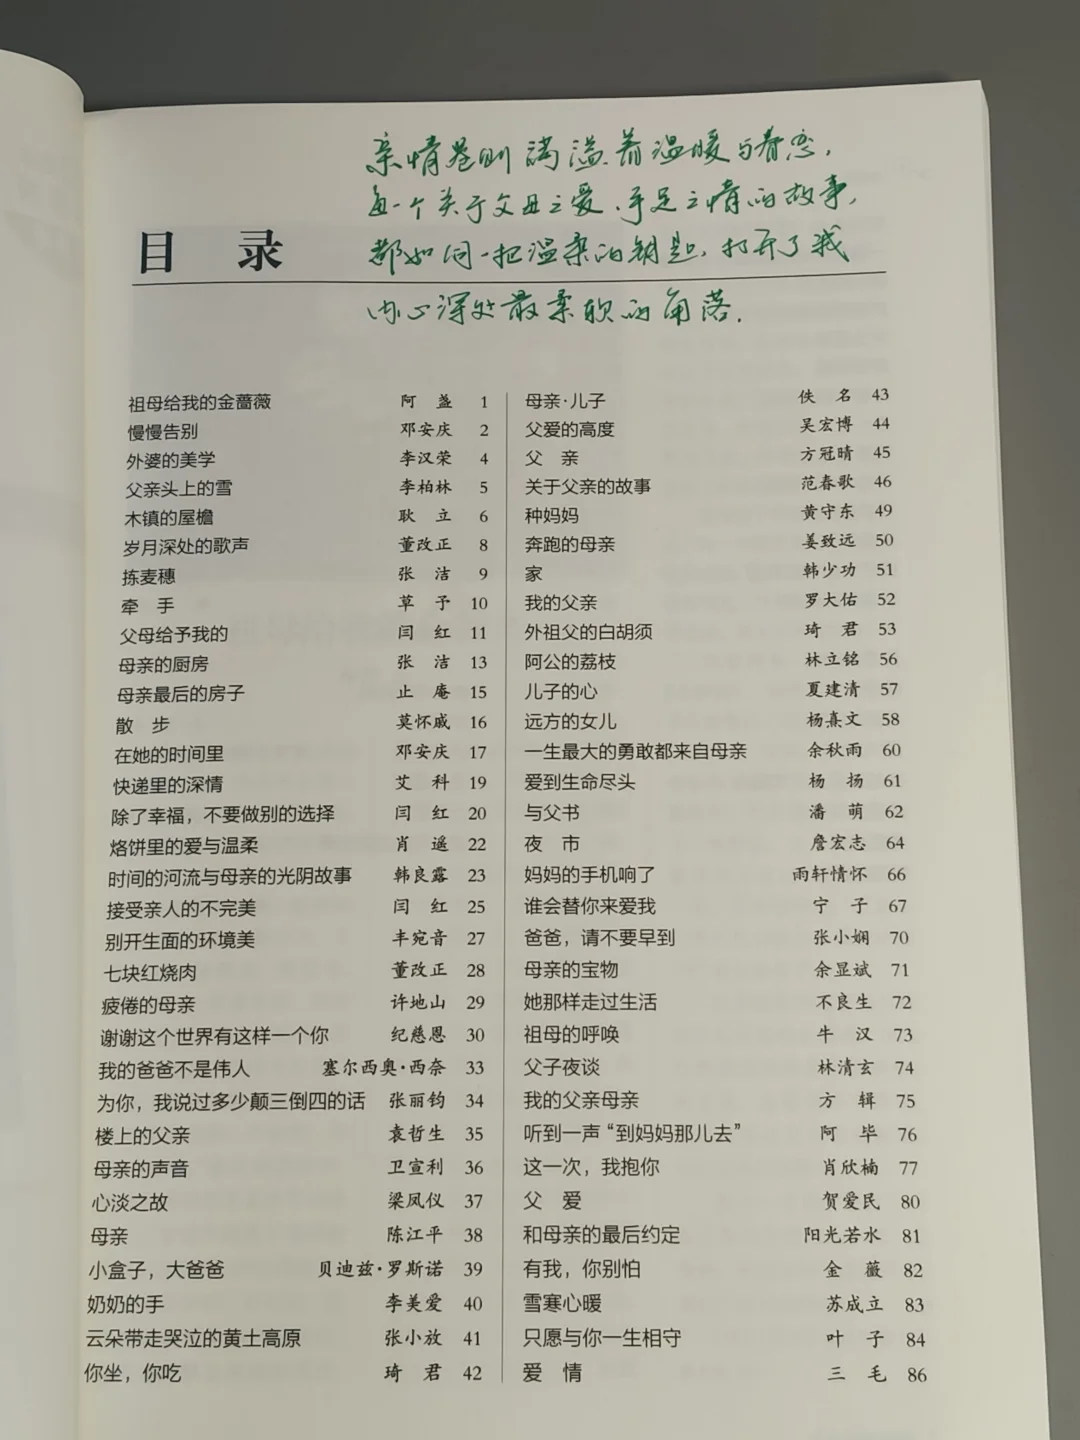 亲情卷则满溢着温暖与眷恋，
每一个关于父母之爱、手足之情的故事，
都如同一把温柔的钥匙，打开了我
内心深处最柔软的角落．
目 录
祖母给我的金蔷薇 阿 盏 1
慢慢告别 邓安庆 2
外婆的美学 李汉荣 4
父亲头上的雪 李柏林 5
木镇的屋檐 耿 立 6
岁月深处的歌声 董改正 8
拣麦穗 张 洁 9
牵 手 草 予 10
父母给予我的 闫 红 11
母亲的厨房 张 洁 13
母亲最后的房子 止 庵 15
散 步 莫怀戚 16
在她的时间里 邓安庆 17
快递里的深情 艾 科 19
除了幸福，不要做别的选择 闫 红 20
烙饼里的爱与温柔 肖 遥 22
时间的河流与母亲的光阴故事 韩良露 23
接受亲人的不完美 闫 红 25
别开生面的环境美 丰宛音 27
七块红烧肉 董改正 28
疲倦的母亲 许地山 29
谢谢这个世界有这样一个你 纪慈恩 30
我的爸爸不是伟人 塞尔西奥·西奈 33
为你，我说过多少颠三倒四的话 张丽钧 34
楼上的父亲 袁哲生 35
母亲的声音 卫宣利 36
心淡之故 梁凤仪 37
母亲 陈江平 38
小盒子，大爸爸 贝迪兹·罗斯诺 39
奶奶的手 李美爱 40
云朵带走哭泣的黄土高原 张小放 41
你坐，你吃 琦 君 42
母亲·儿子 佚 名 43
父爱的高度 吴宏博 44
父 亲 方冠晴 45
关于父亲的故事 范春歌 46
种妈妈 黄守东 49
奔跑的母亲 姜致远 50
家 韩少功 51
我的父亲 罗大佑 52
外祖父的白胡须 琦 君 53
阿公的荔枝 林立铭 56
儿子的心 夏建清 57
远方的女儿 杨熹文 58
一生最大的勇敢都来自母亲 余秋雨 60
爱到生命尽头 杨 扬 61
与父书 潘 萌 62
夜 市 詹宏志 64
妈妈的手机响了 雨轩情怀 66
谁会替你来爱我 宁 子 67
爸爸，请不要早到 张小娴 70
母亲的宝物 余显斌 71
她那样走过生活 不良生 72
祖母的呼唤 牛 汉 73
父子夜谈 林清玄 74
我的父亲母亲 方 辑 75
听到一声“到妈妈那儿去” 阿 毕 76
这一次，我抱你 肖欣楠 77
父 爱 贺爱民 80
和母亲的最后约定 阳光若水 81
有我，你别怕 金 薇 82
雪寒心暖 苏成立 83
只愿与你一生相守 叶 子 84
爱 情 三 毛 86